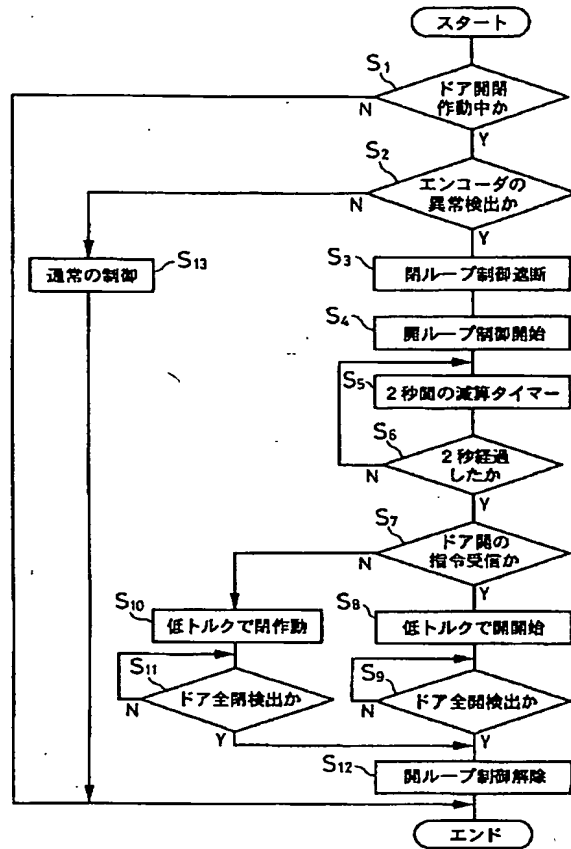 スタート
S1
ドア開閉
作動中か
N
Y
S2
エンコーダの
異常検出か
N
Y
S13
通常の制御
S3
閉ループ制御遮断
S4
開ループ制御開始
S5
2秒間の減算タイマー
S6
2秒経過
したか
N
Y
S7
ドア開の
指令受信か
N
Y
S10
低トルクで閉作動
S8
低トルクで開開始
S11
ドア全閉検出か
N
Y
S9
ドア全開検出か
N
Y
S12
開ループ制御解除
エンド